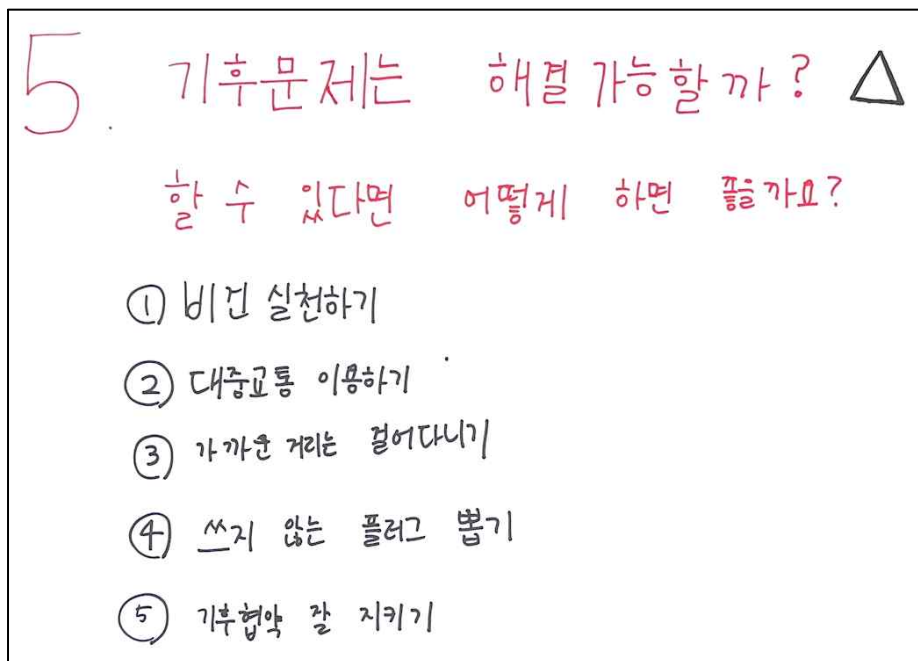 5. 기후문제는 해결 가능할까? △
할 수 있다면 어떻게 하면 좋을까요?
① 비건 실천하기
② 대중교통 이용하기
③ 가까운 거리는 걸어다니기
④ 쓰지 않는 플러그 뽑기
⑤ 기후협약 잘 지키기